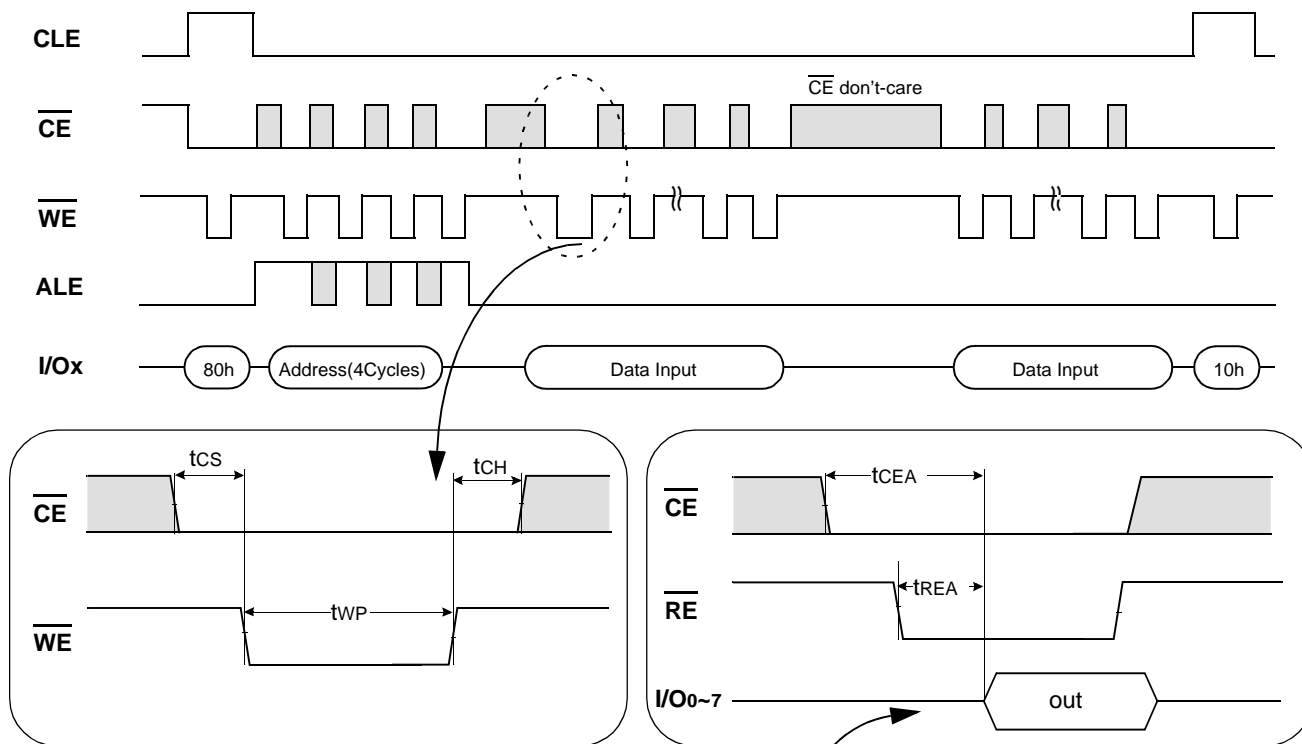 CLE
CE
CE don't-care
WE
ALE
I/Ox
80h
Address(4Cycles)
Data Input
Data Input
10h
tCS
tCH
CE
tWP
WE
tCEA
CE
tREA
RE
I/O0~7
out